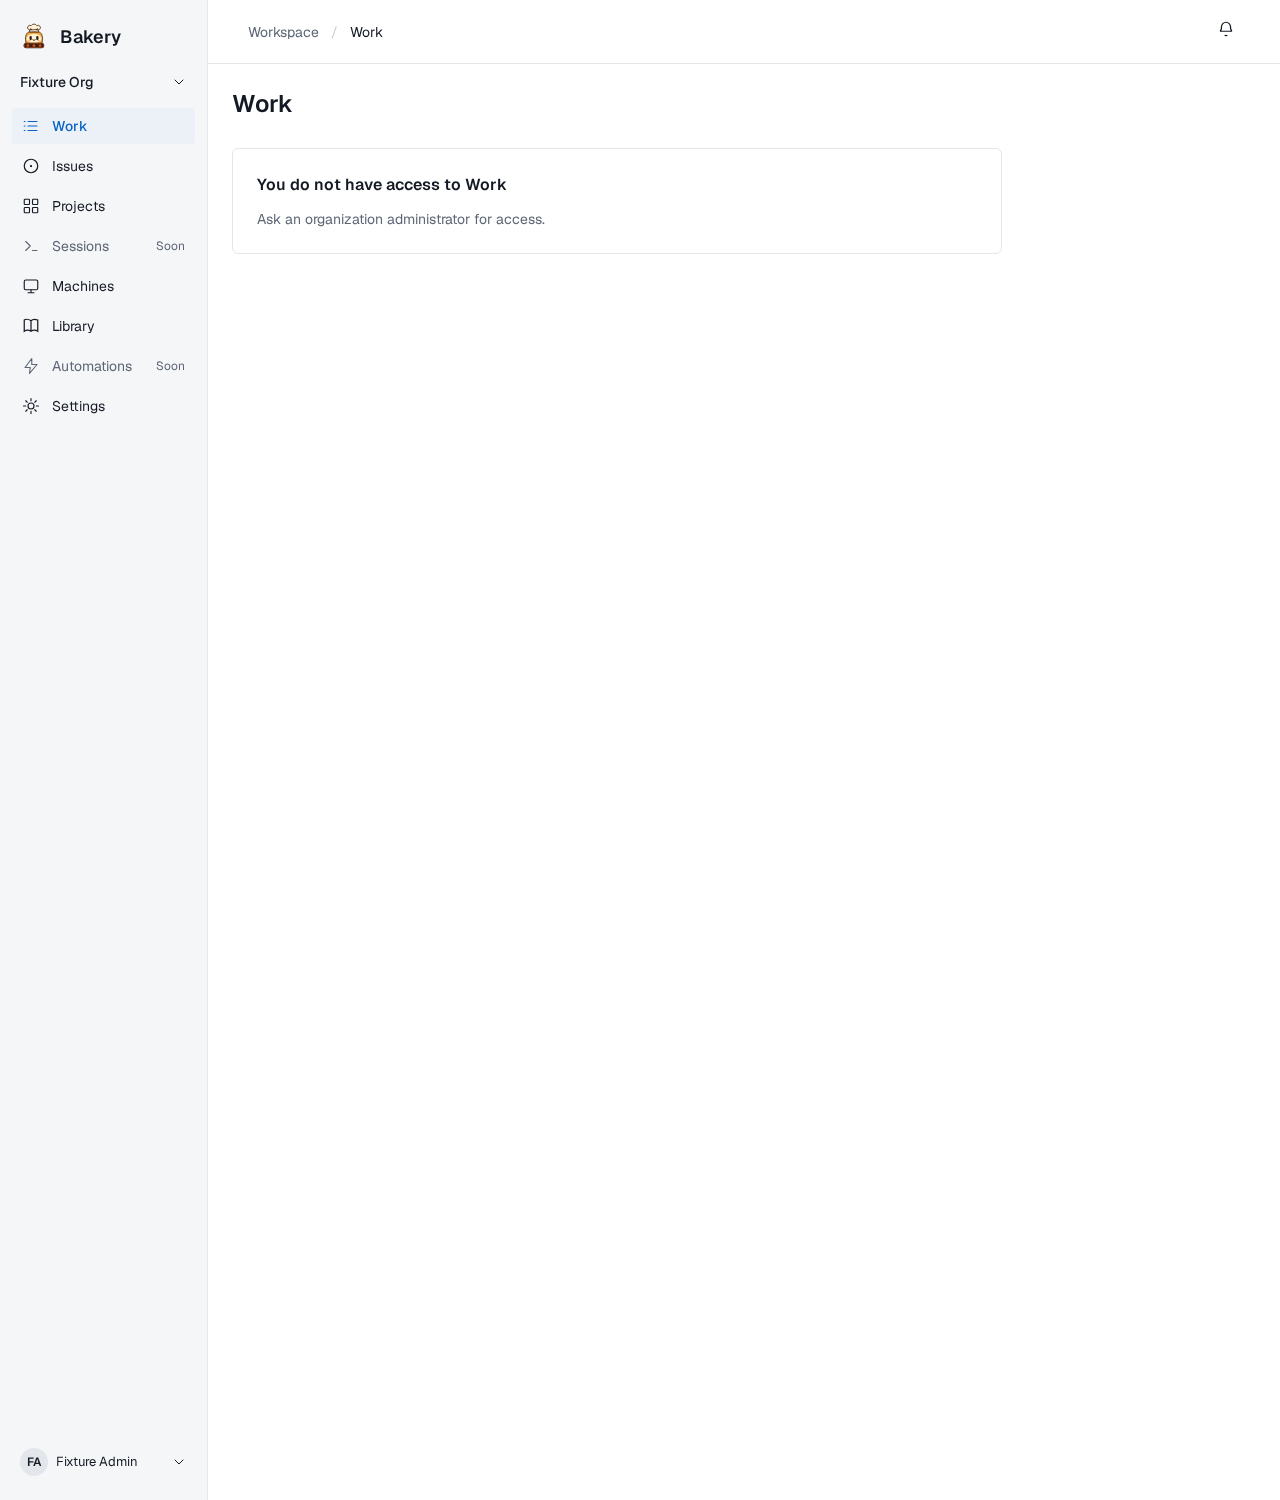 Bakery
Fixture Org
Work
Issues
Projects
Sessions Soon
Machines
Library
Automations Soon
Settings
FA Fixture Admin
Workspace / Work
Work
You do not have access to Work
Ask an organization administrator for access.